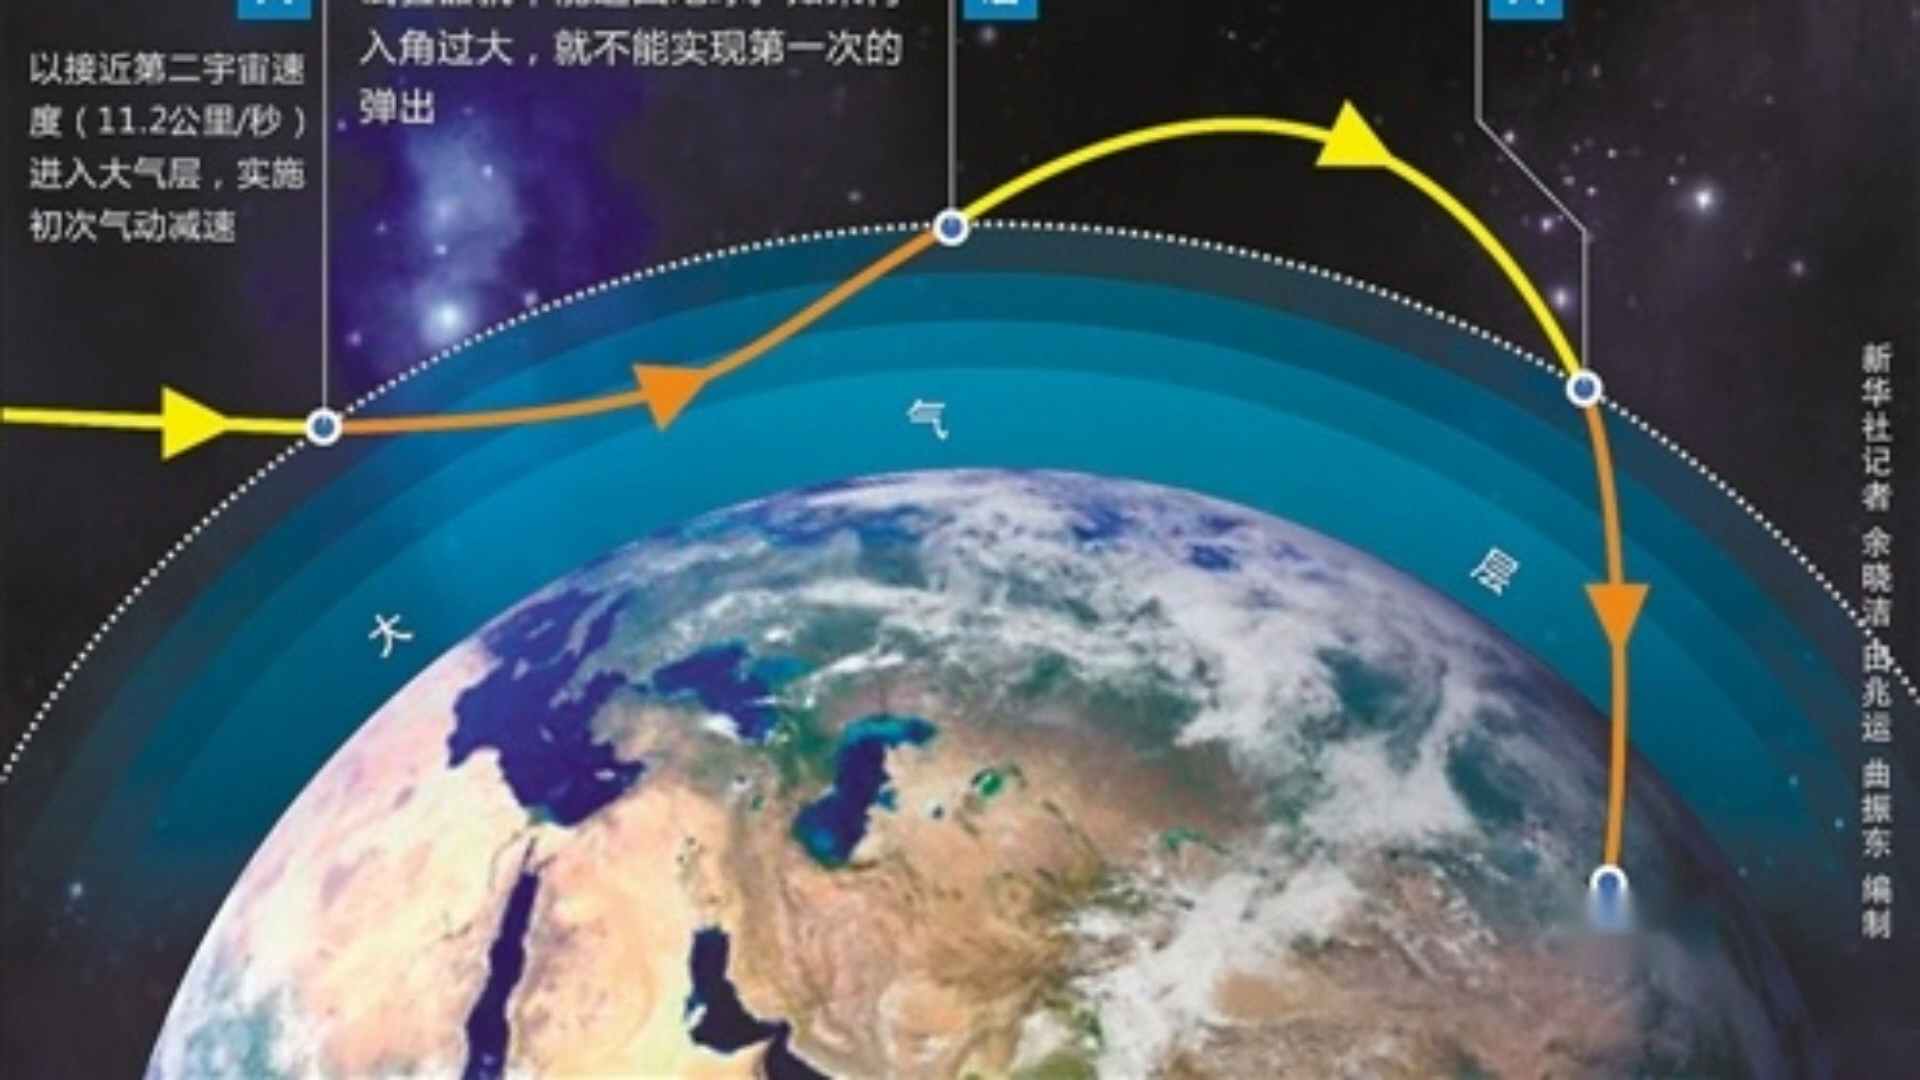 以接近第二宇宙速
度（11.2公里/秒）
进入大气层，实施
初次气动减速
入角过大，就不能实现第一次的
弹出
大
气
层
新华社记者 余晓洁 由兆运 曲振东 编制